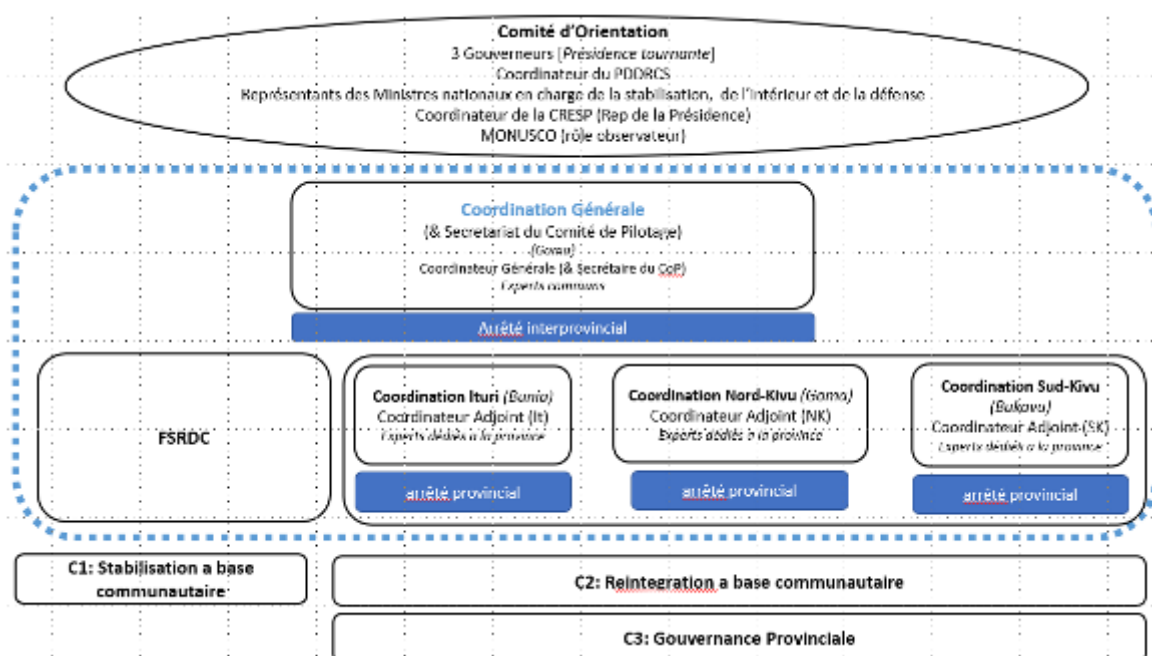 Comité d'Orientation
3 Gouverneurs [Présidence tournante]
Coordinateur du PDDRCS
Représentants des Ministres nationaux en charge de la stabilisation, de l'intérieur et de la défense
Coordinateur de la CRESP (Rep de la Présidence)
MONUSCO (rôle observateur)
Coordination Générale
(& Secretariat du Comité de Pilotage)
(Goma)
Coordinateur Générale (& Secrétaire du CoP)
Experts communs
Arrêté interprovincial
FSRDC
Coordination Ituri (Bunia)
Coordinateur Adjoint (It)
Experts dédiés a la province
arrêté provincial
Coordination Nord-Kivu (Goma)
Coordinateur Adjoint (NK)
Experts dédiés à la province
arrêté provincial
Coordination Sud-Kivu
(Bukavu)
Coordinateur Adjoint (SK)
Experts dédiés a la province
arrêté provincial
C1: Stabilisation a base
communautaire
C2: Reintegration a base communautaire
C3: Gouvernance Provinciale